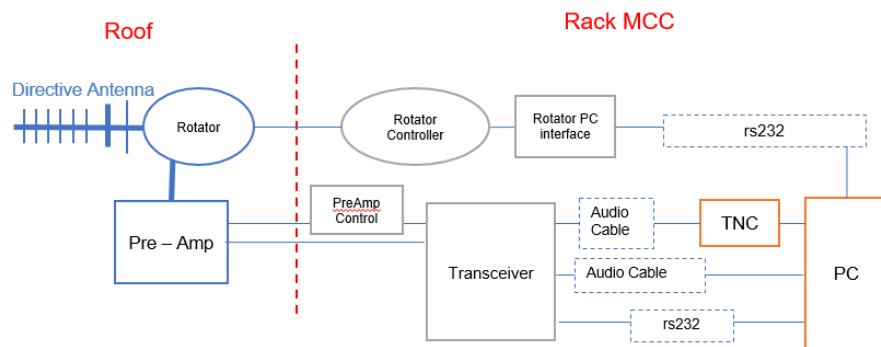 Roof
Rack MCC
Directive Antenna
Rotator
Rotator
Controller
Rotator PC
interface
rs232
PreAmp
Control
Pre – Amp
Transceiver
Audio
Cable
TNC
Audio Cable
PC
rs232